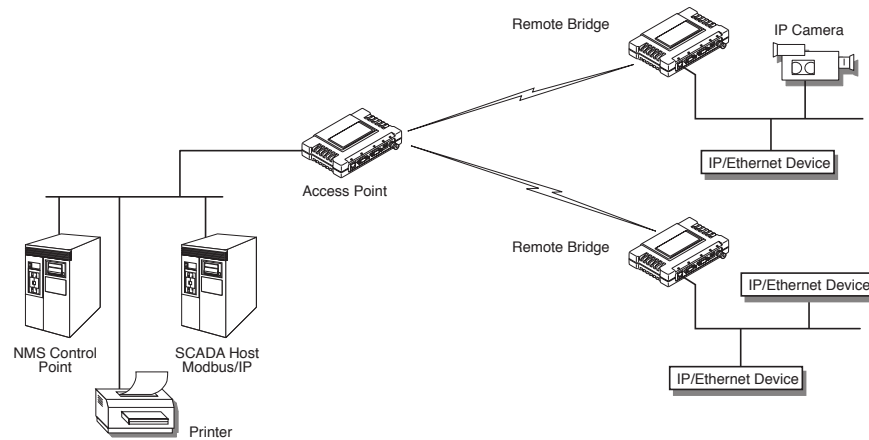 Remote Bridge
IP Camera
IP/Ethernet Device
Access Point
Remote Bridge
IP/Ethernet Device
NMS Control
Point
SCADA Host
Modbus/IP
IP/Ethernet Device
Printer